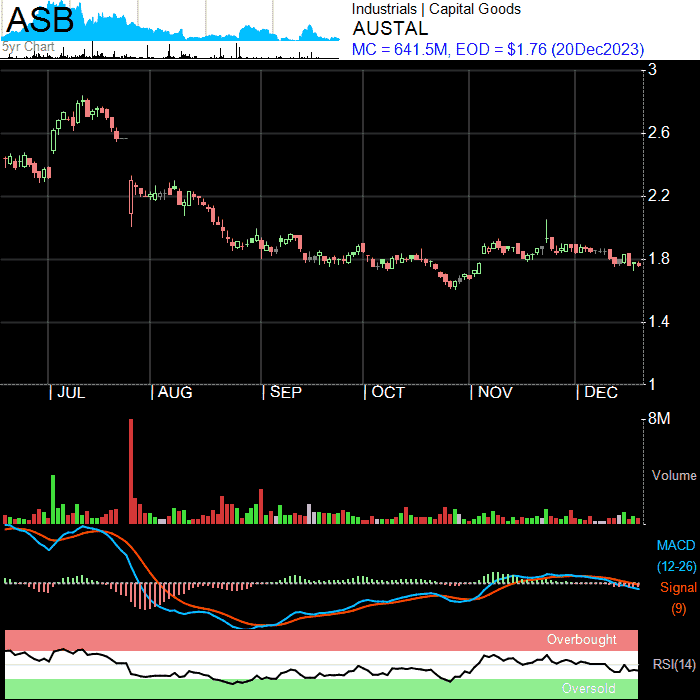 ASB
5yr Chart
Industrials | Capital Goods
AUSTAL
MC = 641.5M, EOD = $1.76 (20Dec2023)
3
2.6
2.2
1.8
1.4
1
| JUL | AUG | SEP | OCT | NOV | DEC
8M
Volume
MACD
(12-26)
Signal
(9)
Overbought
RSI(14)
Oversold